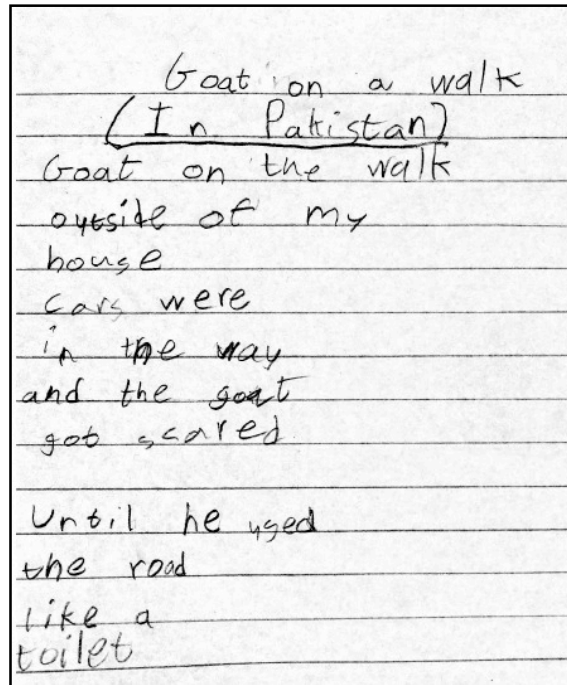 Goat on a walk
(In Pakistan)
Goat on the walk
outside of my
house
cars were
in the way
and the goat
got scared
Until he used
the road
like a
toilet